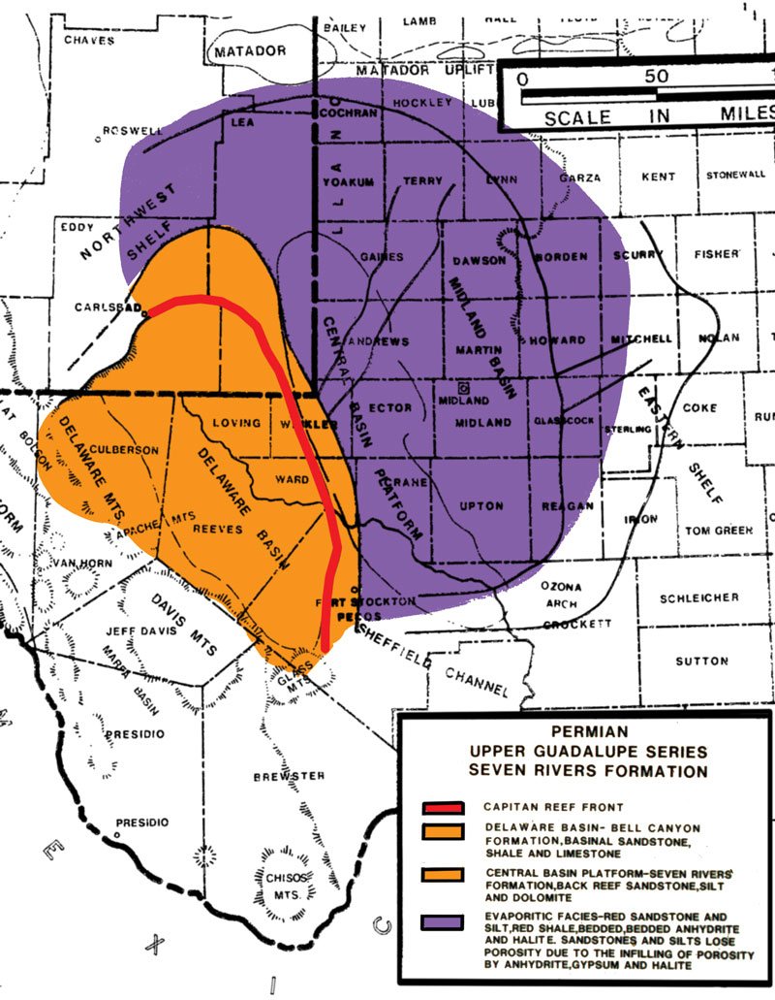 CHAVES
MATADOR
BAILEY
LAMB
HALL
FLOYD
MATADOR UPLIFT
0 50
SCALE IN MILES
ROSWELL
LEA
COCHRAN
HOCKLEY
LUB
L L A N O
YOAKUM
TERRY
LYNN
GARZA
KENT
STONEWALL
NORTHWEST
SHELF
EDDY
GAINES
DAWSON
BORDEN
SCURRY
FISHER
CARLSBAD
CENTRAL
BASIN
PLATFORM
MIDLAND BASIN
ANDREWS
MARTIN
HOWARD
MITCHELL
NOLAN
MIDLAND
ECTOR
MIDLAND
GLASSCOCK
STERLING
COKE
RUN
EASTERN
SHELF
LOVING
WINKLER
AT
BOLSON
CULBERSON
DELAWARE MTS.
DELAWARE
BASIN
WARD
CRANE
UPTON
REAGAN
IRION
TOM GREEN
ORM
APACHE MTS
REEVES
VAN HORN
FORT STOCKTON
PECOS
OZONA
ARCH
CROCKETT
SCHLEICHER
DAVIS MTS
JEFF DAVIS
MARFA
BASIN
SHEFFIELD
CHANNEL
SUTTON
GLASS
MTS.
PRESIDIO
BREWSTER
PRESIDIO
CHISOS
MTS.
E
X
I
C
PERMIAN
UPPER GUADALUPE SERIES
SEVEN RIVERS FORMATION
CAPITAN REEF FRONT
DELAWARE BASIN- BELL CANYON
FORMATION,BASINAL SANDSTONE,
SHALE AND LIMESTONE
CENTRAL BASIN PLATFORM-SEVEN RIVERS'
FORMATION,BACK REEF SANDSTONE,SILT
AND DOLOMITE
EVAPORITIC FACIES-RED SANDSTONE AND
SILT,RED SHALE,BEDDED,BEDDED ANHYDRITE
AND HALITE. SANDSTONES AND SILTS LOSE
POROSITY DUE TO THE INFILLING OF POROSITY
BY ANHYDRITE,GYPSUM AND HALITE